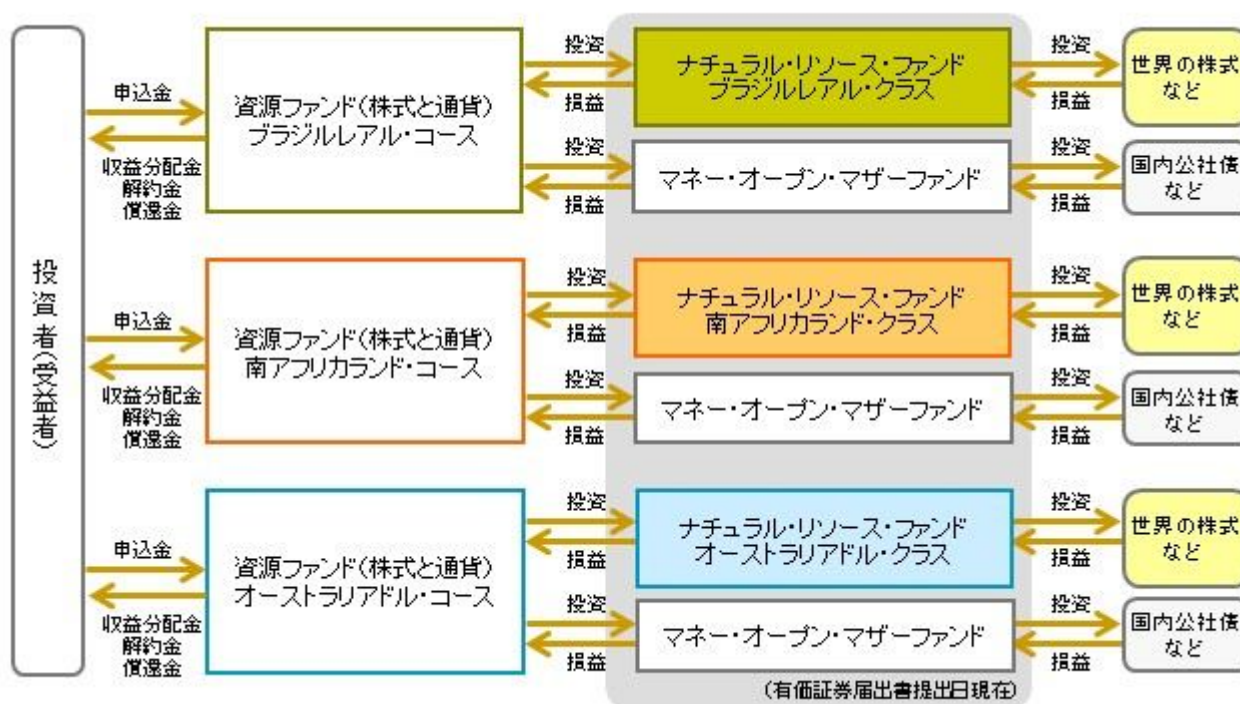 投資者(受益者)
申込金
収益分配金
解約金
償還金
資源ファンド(株式と通貨)
ブラジルレアル・コース
投資
損益
投資
損益
ナチュラル・リソース・ファンド
ブラジルレアル・クラス
マネー・オープン・マザーファンド
投資
損益
投資
損益
世界の株式
など
国内公社債
など
申込金
収益分配金
解約金
償還金
資源ファンド(株式と通貨)
南アフリカランド・コース
投資
損益
投資
損益
ナチュラル・リソース・ファンド
南アフリカランド・クラス
マネー・オープン・マザーファンド
投資
損益
投資
損益
世界の株式
など
国内公社債
など
申込金
収益分配金
解約金
償還金
資源ファンド(株式と通貨)
オーストラリアドル・コース
投資
損益
投資
損益
ナチュラル・リソース・ファンド
オーストラリアドル・クラス
マネー・オープン・マザーファンド
投資
損益
投資
損益
世界の株式
など
国内公社債
など
(有価証券届出書提出日現在)